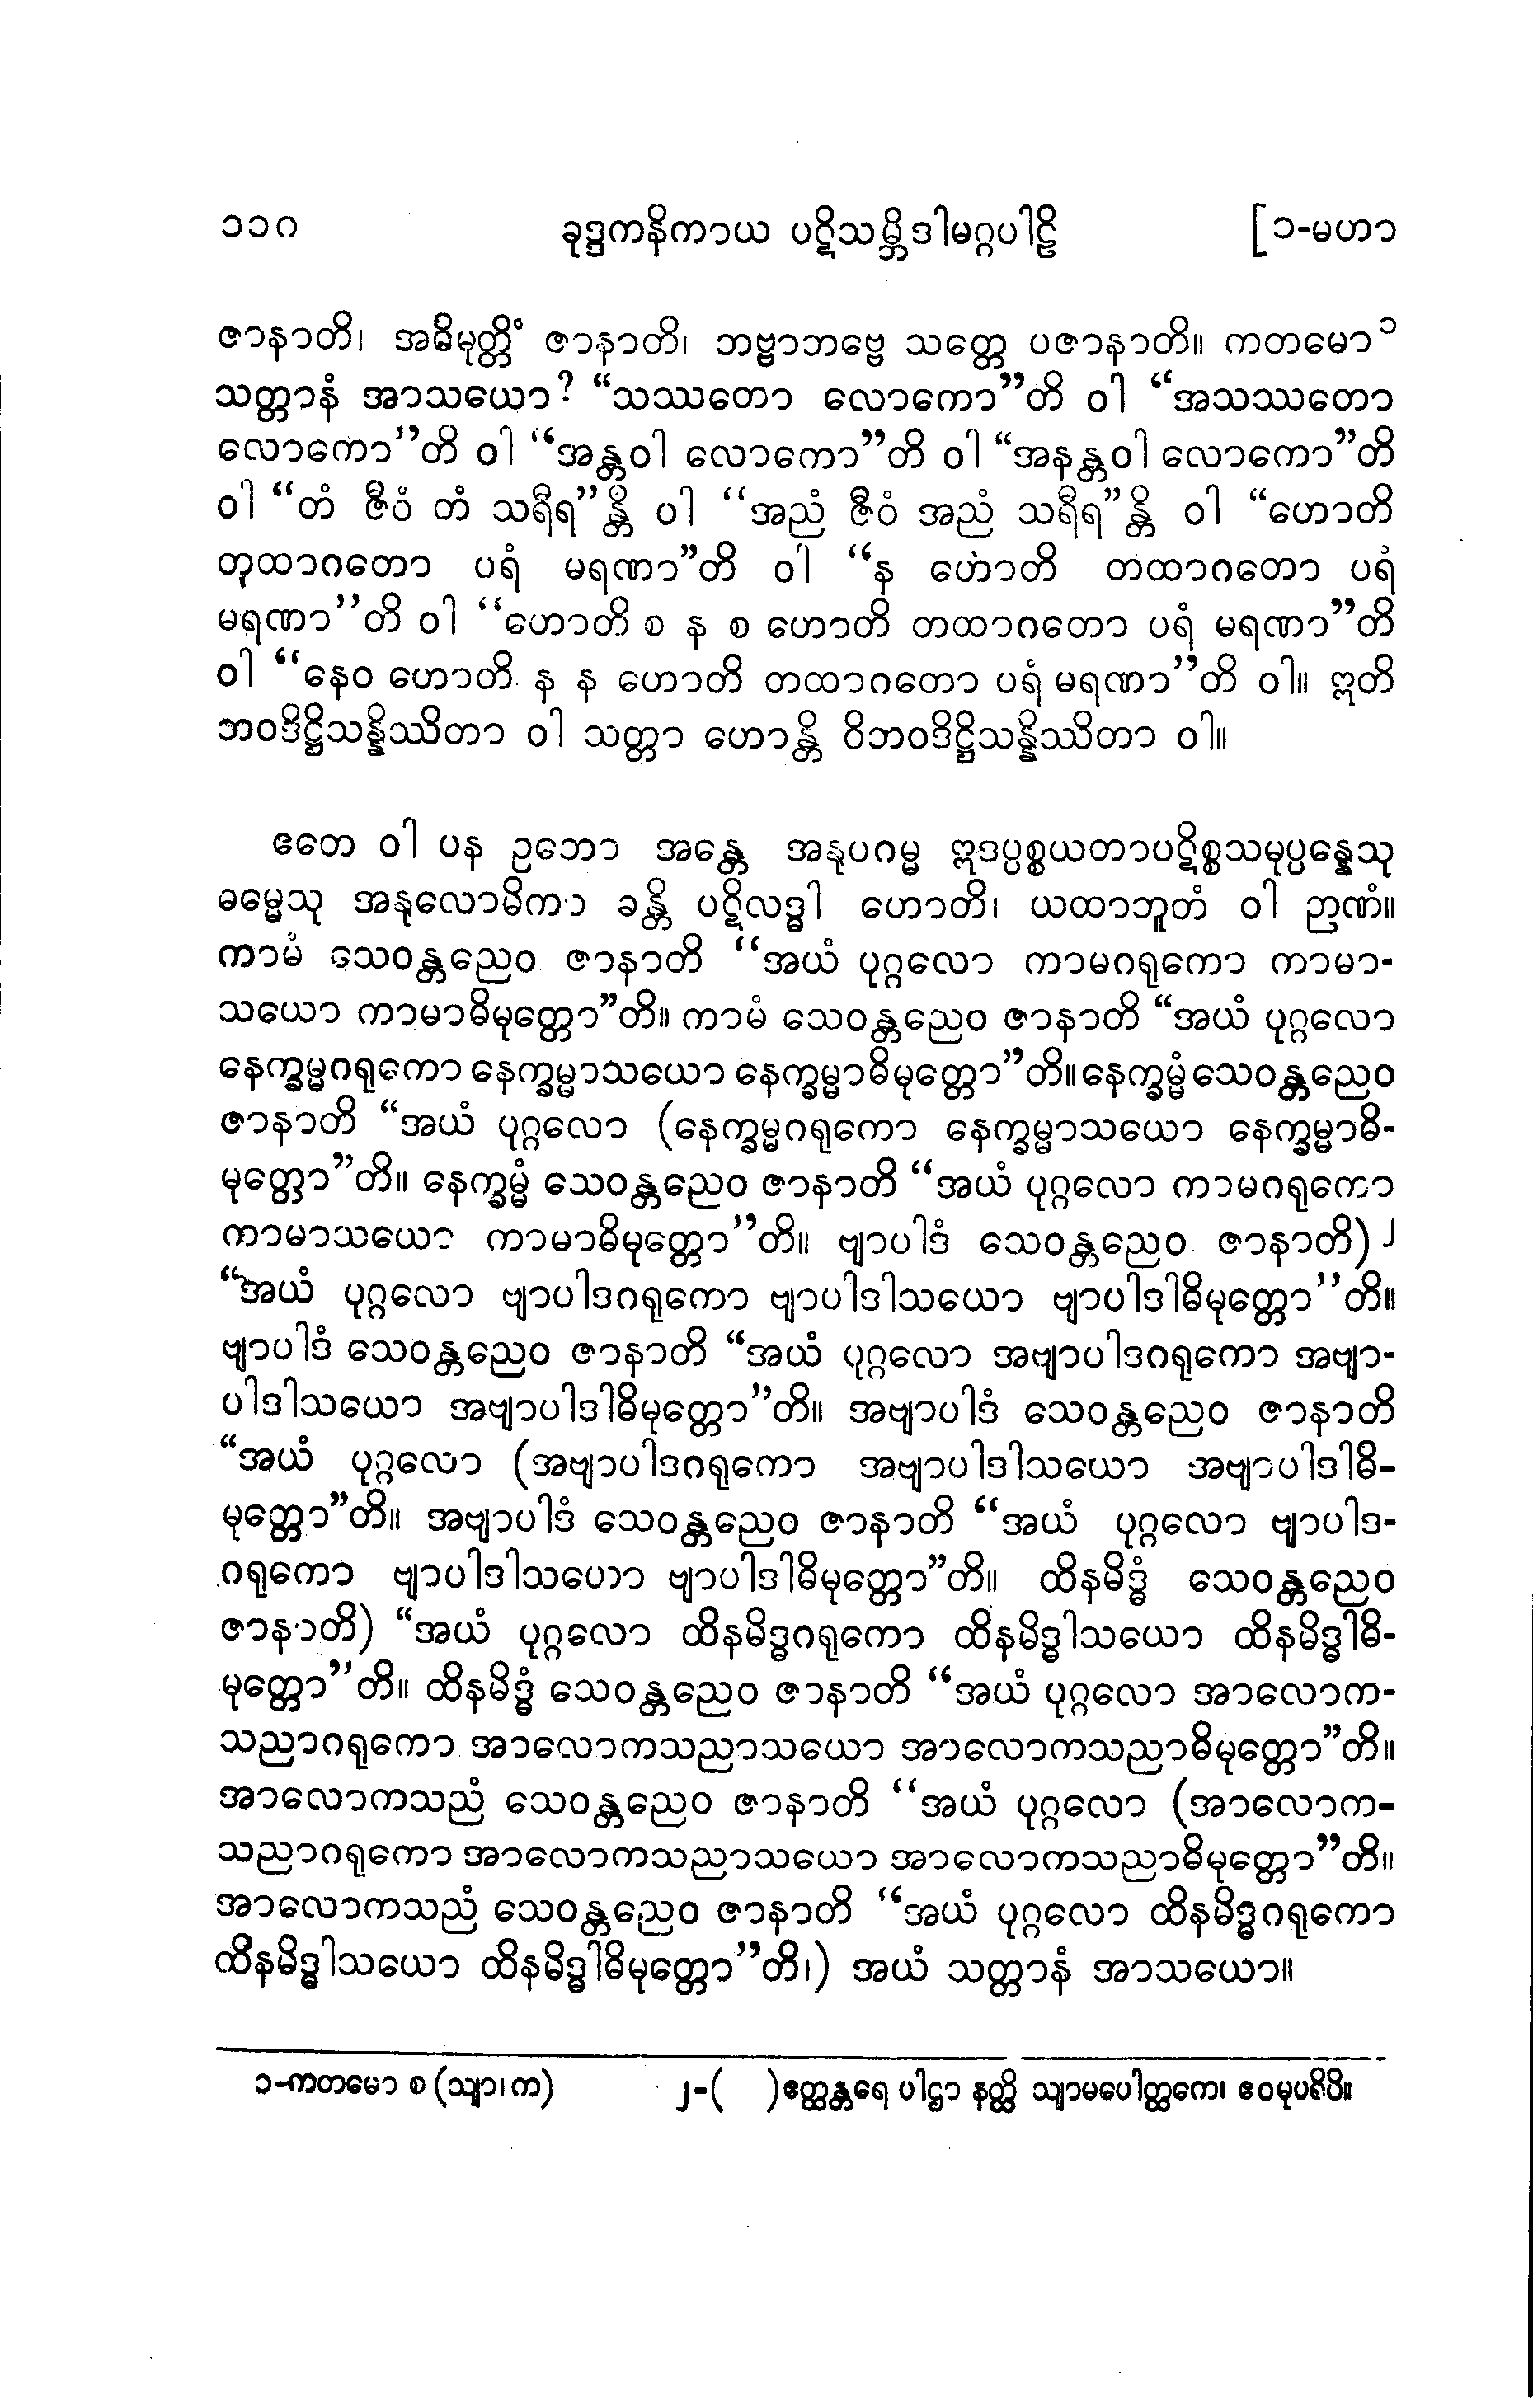 ၁၁၈ ခုဒ္ဒကနိကာယ ပဋိသမ္ဘိဒါမဂ္ဂပါဠိ [၁-မဟာ
ဇာနာတိ၊ အဓိမုတ္တိံ ဇာနာတိ၊ ဘဗ္ဗာဘဗ္ဗေ သတ္တေ ပဇာနာတိ။ ကတမော ၁
သတ္တာနံ အာသယော? “သဿတော လောကော”တိ ဝါ “အသဿတော
လောကော”တိ ဝါ “အန္တဝါ လောကော”တိ ဝါ “အနန္တဝါ လောကော”တိ
ဝါ “တံ ဇီဝံ တံ သရီရ”န္တိ ဝါ “အညံ ဇီဝံ အညံ သရီရ”န္တိ ဝါ “ဟောတိ
တထာဂတော ပရံ မရဏာ”တိ ဝါ “န ဟောတိ တထာဂတော ပရံ
မရဏာ”တိ ဝါ “ဟောတိ စ န စ ဟောတိ တထာဂတော ပရံ မရဏာ”တိ
ဝါ “နေဝ ဟောတိ န န ဟောတိ တထာဂတော ပရံ မရဏာ”တိ ဝါ။ ဣတိ
ဘဝဒိဋ္ဌိသန္နိဿိတာ ဝါ သတ္တာ ဟောန္တိ ဝိဘဝဒိဋ္ဌိသန္နိဿိတာ ဝါ။
ဧတေ ဝါ ပန ဥဘော အန္တေ အနုပဂမ္မ ဣဒပ္ပစ္စယတာပဋိစ္စသမုပ္ပန္နေသု
ဓမ္မေသု အနုလောမိကာ ခန္တိ ပဋိလဒ္ဓါ ဟောတိ၊ ယထာဘူတံ ဝါ ဉာဏံ။
ကာမံ သေဝန္တညေဝ ဇာနာတိ “အယံ ပုဂ္ဂလော ကာမဂရုကော ကာမာ-
သယော ကာမာဓိမုတ္တော”တိ။ ကာမံ သေဝန္တညေဝ ဇာနာတိ “အယံ ပုဂ္ဂလော
နေက္ခမ္မဂရုကော နေက္ခမ္မာသယော နေက္ခမ္မာဓိမုတ္တော”တိ။ နေက္ခမ္မံ သေဝန္တညေဝ
ဇာနာတိ “အယံ ပုဂ္ဂလော (နေက္ခမ္မဂရုကော နေက္ခမ္မာသယော နေက္ခမ္မာဓိ-
မုတ္တော”တိ။ နေက္ခမ္မံ သေဝန္တညေဝ ဇာနာတိ “အယံ ပုဂ္ဂလော ကာမဂရုကော
ကာမာသယော ကာမာဓိမုတ္တော”တိ။ ဗျာပါဒံ သေဝန္တညေဝ ဇာနာတိ) ၂
“အယံ ပုဂ္ဂလော ဗျာပါဒဂရုကော ဗျာပါဒါသယော ဗျာပါဒါဓိမုတ္တော”တိ။
ဗျာပါဒံ သေဝန္တညေဝ ဇာနာတိ “အယံ ပုဂ္ဂလော အဗျာပါဒဂရုကော အဗျာ-
ပါဒါသယော အဗျာပါဒါဓိမုတ္တော”တိ။ အဗျာပါဒံ သေဝန္တညေဝ ဇာနာတိ
“အယံ ပုဂ္ဂလော (အဗျာပါဒဂရုကော အဗျာပါဒါသယော အဗျာပါဒါဓိ-
မုတ္တော”တိ။ အဗျာပါဒံ သေဝန္တညေဝ ဇာနာတိ “အယံ ပုဂ္ဂလော ဗျာပါဒ-
ဂရုကော ဗျာပါဒါသယော ဗျာပါဒါဓိမုတ္တော”တိ။ ထိနမိဒ္ဓံ သေဝန္တညေဝ
ဇာနာတိ) “အယံ ပုဂ္ဂလော ထိနမိဒ္ဓဂရုကော ထိနမိဒ္ဓါသယော ထိနမိဒ္ဓါဓိ-
မုတ္တော”တိ။ ထိနမိဒ္ဓံ သေဝန္တညေဝ ဇာနာတိ “အယံ ပုဂ္ဂလော အာလောက-
သညာဂရုကော အာလောကသညာသယော အာလောကသညာဓိမုတ္တော”တိ။
အာလောကသညံ သေဝန္တညေဝ ဇာနာတိ “အယံ ပုဂ္ဂလော (အာလောက-
သညာဂရုကော အာလောကသညာသယော အာလောကသညာဓိမုတ္တော”တိ။
အာလောကသညံ သေဝန္တညေဝ ဇာနာတိ “အယံ ပုဂ္ဂလော ထိနမိဒ္ဓဂရုကော
ထိနမိဒ္ဓါသယော ထိနမိဒ္ဓါဓိမုတ္တော”တိ၊) အယံ သတ္တာနံ အာသယော။
၁-ကတမော စ (သျာ၊ က) ၂-( ) ဧတ္ထန္တရေ ပါဌာ နတ္ထိ သျာမပေါတ္ထကေ၊ ဧဝမုပရိပိ။